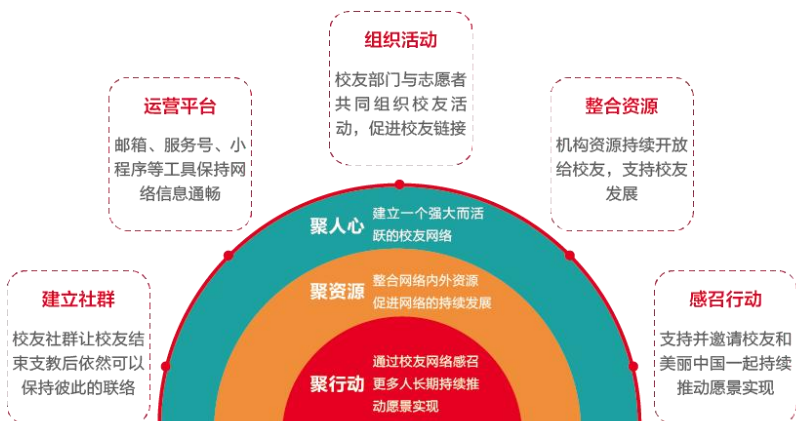 组织活动
校友部门与志愿者
共同组织校友活
动，促进校友链接
运营平台
邮箱、服务号、小
程序等工具保持网
络信息通畅
整合资源
机构资源持续开放
给校友，支持校友
发展
建立社群
校友社群让校友结
束支教后依然可以
保持彼此的联络
感召行动
支持并邀请校友和
美丽中国一起持续
推动愿景实现
聚人心
建立一个强大而活
跃的校友网络
聚资源
整合网络内外资源
促进网络的持续发展
聚行动
通过校友网络感召
更多人长期持续推
动愿景实现